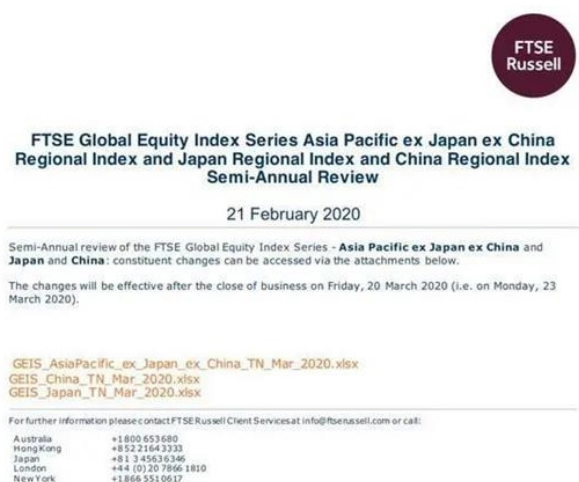 FTSE
Russell
FTSE Global Equity Index Series Asia Pacific ex Japan ex China
Regional Index and Japan Regional Index and China Regional Index
Semi-Annual Review
21 February 2020
Semi-Annual review of the FTSE Global Equity Index Series - Asia Pacific ex Japan ex China and
Japan and China: constituent changes can be accessed via the attachments below.
The changes will be effective after the close of business on Friday, 20 March 2020 (i.e. on Monday, 23
March 2020).
GEIS_AsiaPacific_ex_Japan_ex_China_TN_Mar_2020.xlsx
GEIS_China_TN_Mar_2020.xlsx
GEIS_Japan_TN_Mar_2020.xlsx
For further information please contact FTSE Russell Client Services at info@ftserussell.com or call:
Australia +1800 653680
Hong Kong +852 2164 3333
Japan +81 3 4563 6346
London +44 (0) 20 7866 1810
New York +1866 551 0617